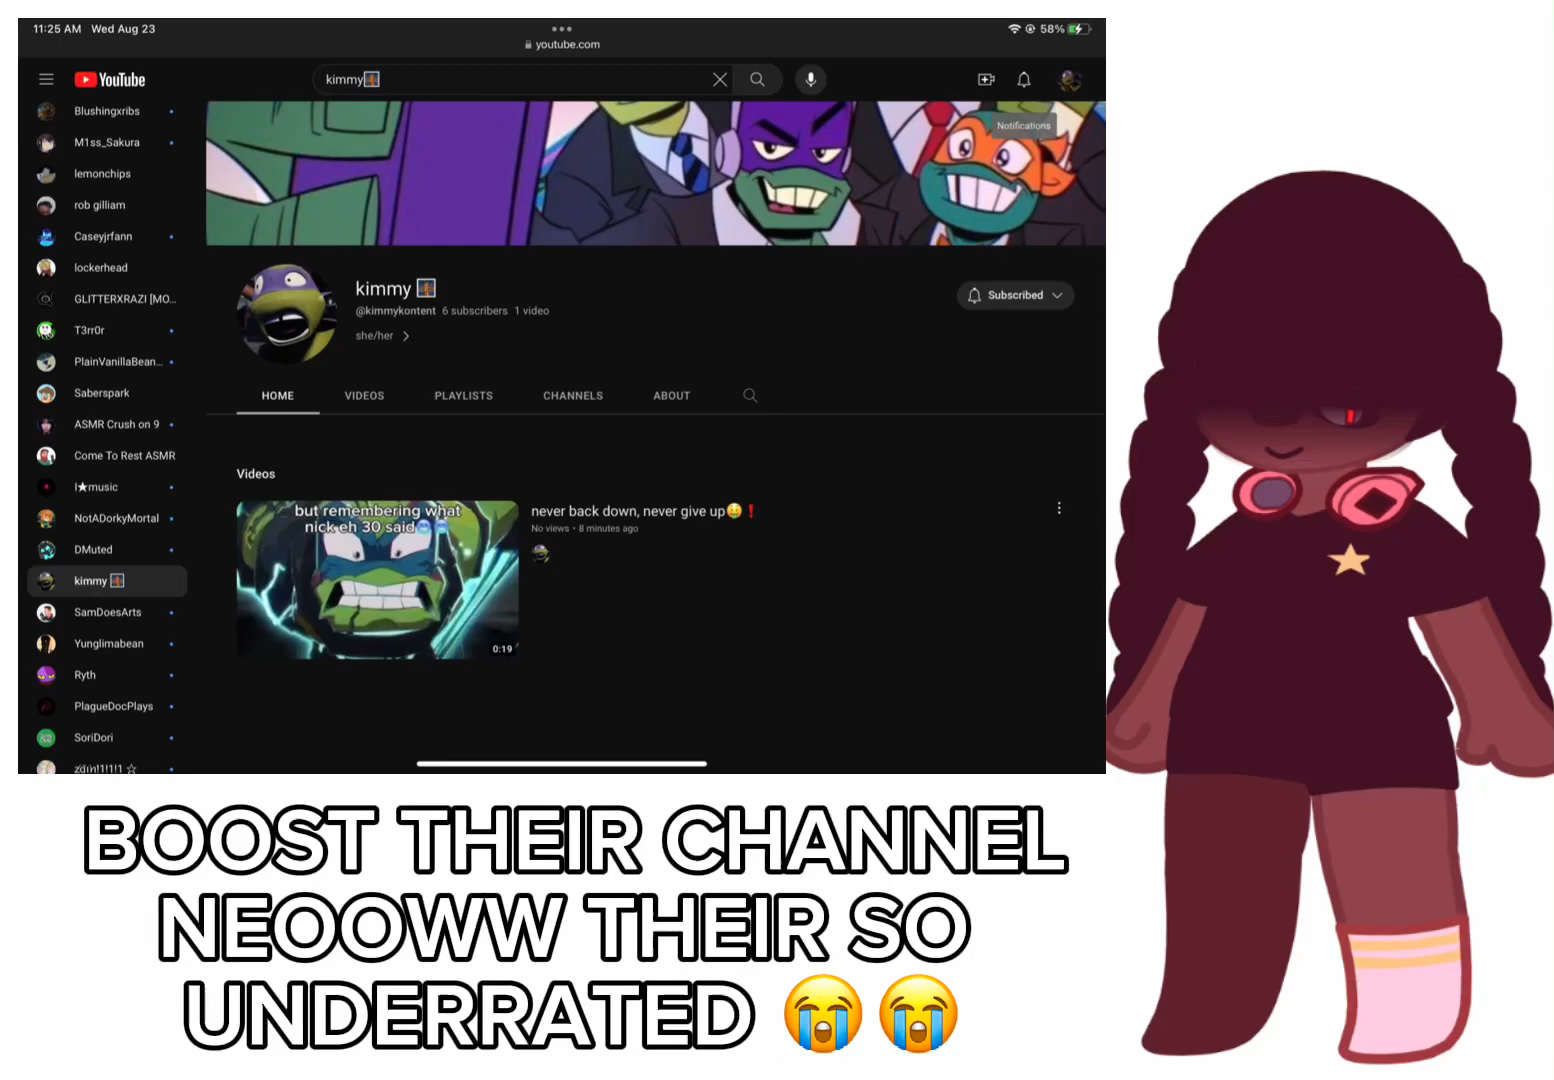 11:25 AM Wed Aug 23
58%
youtube.com
YouTube
kimmy
Blushingxribs
M1ss_Sakura
lemonchips
rob gilliam
Caseyjrfann
lockerhead
GLITTERXRAZI [MO...
T3rr0r
PlainVanillaBean...
Saberspark
ASMR Crush on 9
Come To Rest ASMR
I★music
NotADorkyMortal
DMuted
kimmy
SamDoesArts
Yunglimabean
Ryth
PlagueDocPlays
SoriDori
Notifications
kimmy
@kimmykontent 6 subscribers 1 video
she/her
Subscribed
HOME VIDEOS PLAYLISTS CHANNELS ABOUT
Videos
but remembering what
nick eh 30 said🥶🥶
0:19
never back down, never give up🤑❗
No views • 8 minutes ago
BOOST THEIR CHANNEL
NEOOWW THEIR SO
UNDERRATED 😭😭